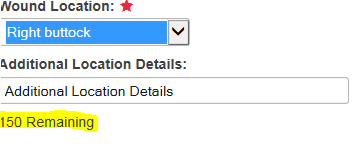 Wound Location: ★
Right buttock
Additional Location Details:
Additional Location Details
150 Remaining